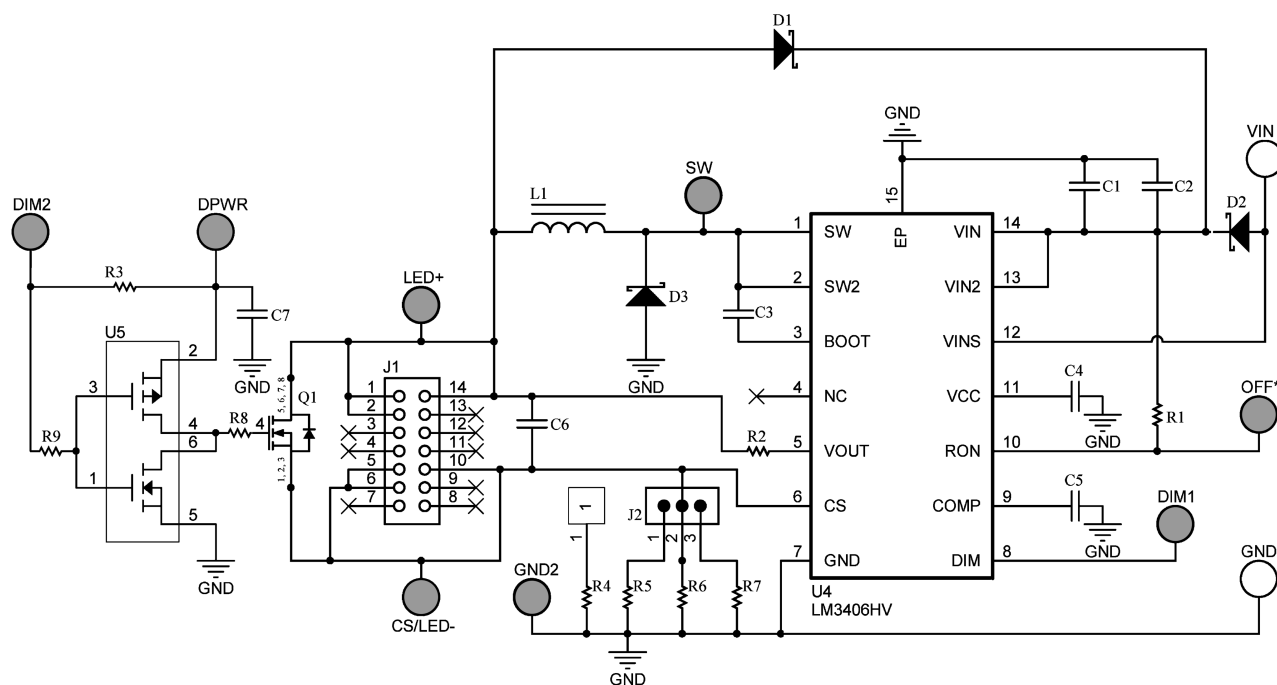 D1
GND
VIN
SW
L1
15
C1
C2
DIM2
DPWR
D2
EP
1
SW
VIN
14
R3
LED+
D3
2
SW2
VIN2
13
C7
C3
U5
GND
3
BOOT
VINS
12
2
J1
GND
5, 6, 7, 8
Q1
1
14
4
NC
VCC
11
C4
OFF*
3
2
13
R8
4
3
12
C6
R1
4
GND
R9
6
4
11
R2
5
VOUT
RON
10
1, 2, 3
5
10
1
6
9
1
J2
6
CS
COMP
9
C5
DIM1
7
8
5
1
1
2
3
GND
GND
GND2
R4
R5
R6
R7
7
GND
DIM
8
GND
U4
LM3406HV
CS/LED-
GND